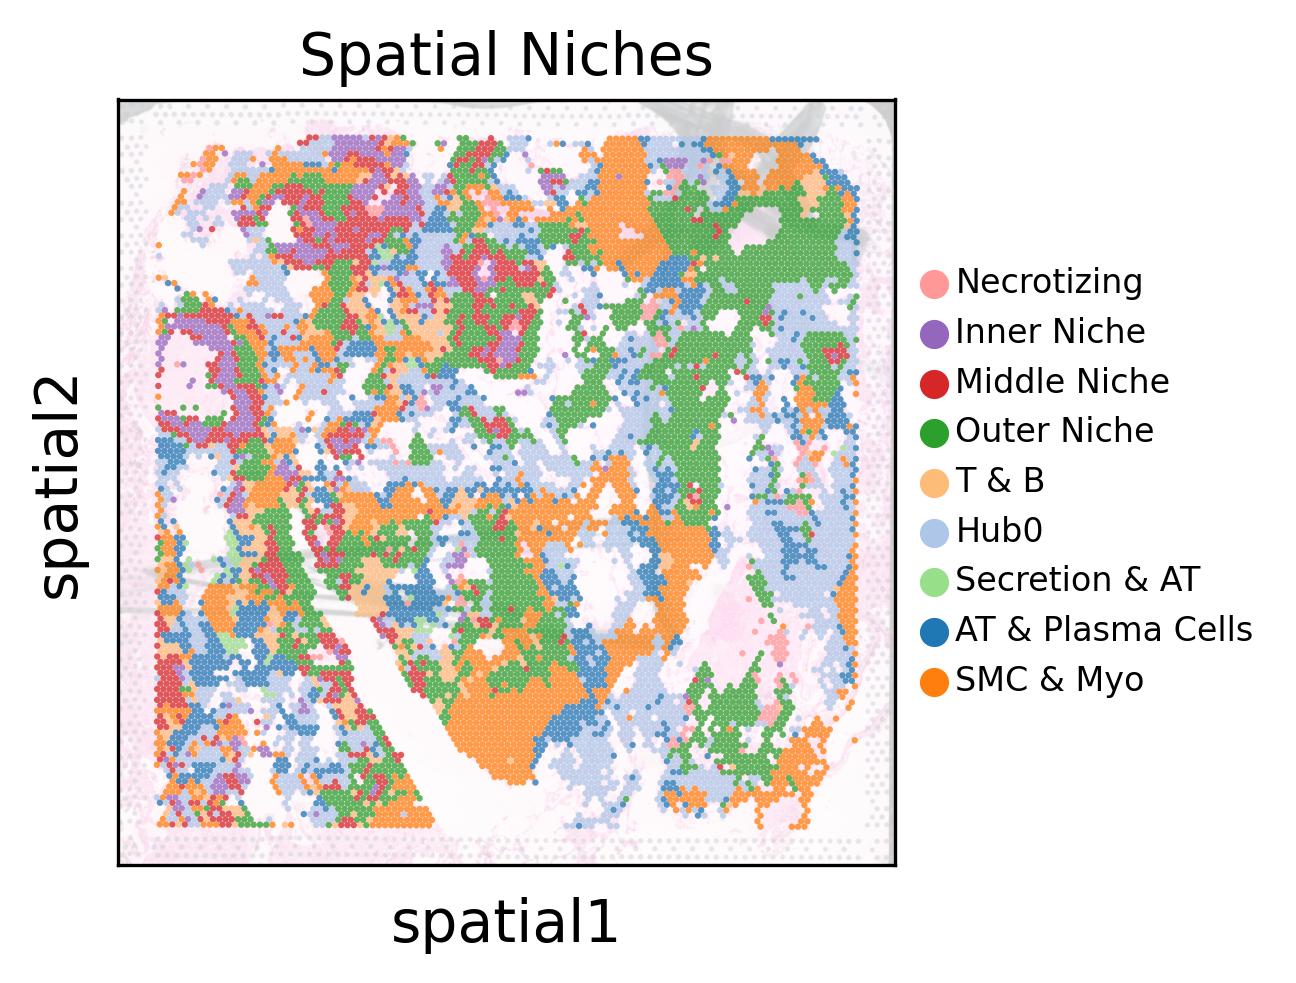 Spatial Niches
spatial2
spatial1
Necrotizing
Inner Niche
Middle Niche
Outer Niche
T & B
Hub0
Secretion & AT
AT & Plasma Cells
SMC & Myo